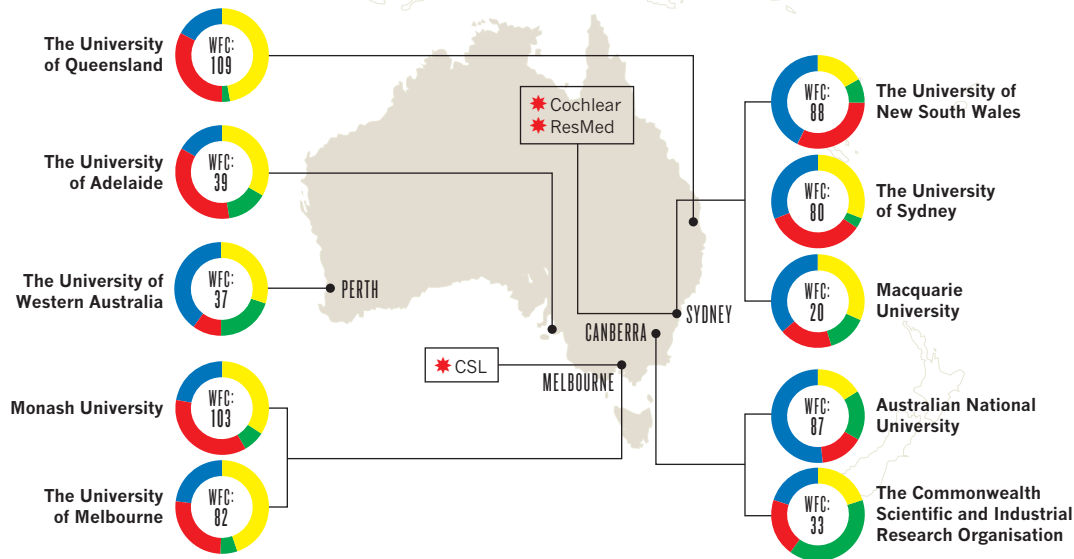 The University
of Queensland
WFC:
109
The University
of Adelaide
WFC:
39
The University of
Western Australia
WFC:
37
PERTH
Monash University
WFC:
103
The University
of Melbourne
WFC:
82
Cochlear
ResMed
CSL
SYDNEY
CANBERRA
MELBOURNE
WFC:
88
The University of
New South Wales
WFC:
80
The University
of Sydney
WFC:
20
Macquarie
University
WFC:
87
Australian National
University
WFC:
33
The Commonwealth
Scientific and Industrial
Research Organisation